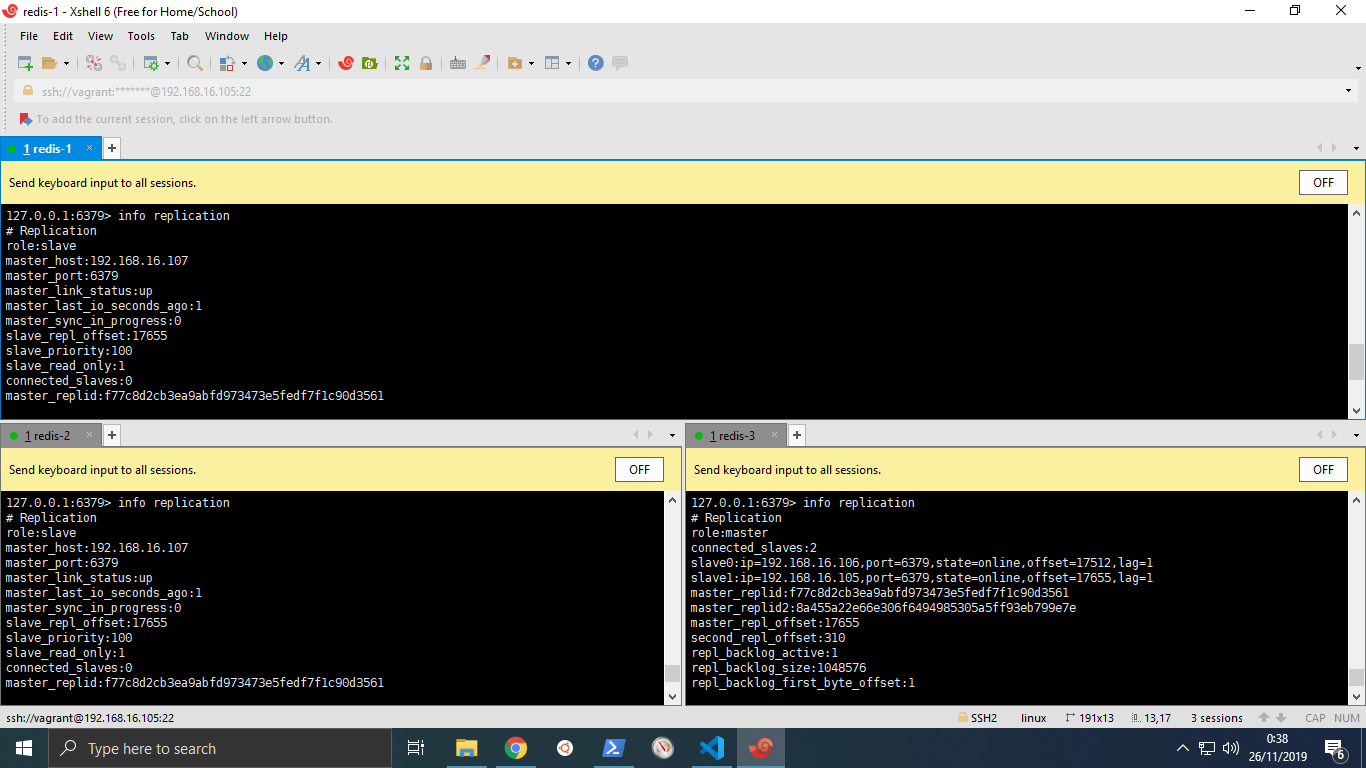 redis-1 - Xshell 6 (Free for Home/School)
File Edit View Tools Tab Window Help
ssh://vagrant:*******@192.168.16.105:22
To add the current session, click on the left arrow button.
1 redis-1
Send keyboard input to all sessions. OFF
127.0.0.1:6379> info replication
# Replication
role:slave
master_host:192.168.16.107
master_port:6379
master_link_status:up
master_last_io_seconds_ago:1
master_sync_in_progress:0
slave_repl_offset:17655
slave_priority:100
slave_read_only:1
connected_slaves:0
master_replid:f77c8d2cb3ea9abfd973473e5fedf7f1c90d3561
1 redis-2
Send keyboard input to all sessions. OFF
127.0.0.1:6379> info replication
# Replication
role:slave
master_host:192.168.16.107
master_port:6379
master_link_status:up
master_last_io_seconds_ago:1
master_sync_in_progress:0
slave_repl_offset:17655
slave_priority:100
slave_read_only:1
connected_slaves:0
master_replid:f77c8d2cb3ea9abfd973473e5fedf7f1c90d3561
1 redis-3
Send keyboard input to all sessions. OFF
127.0.0.1:6379> info replication
# Replication
role:master
connected_slaves:2
slave0:ip=192.168.16.106,port=6379,state=online,offset=17512,lag=1
slave1:ip=192.168.16.105,port=6379,state=online,offset=17655,lag=1
master_replid:f77c8d2cb3ea9abfd973473e5fedf7f1c90d3561
master_replid2:8a455a22e66e306f6494985305a5ff93eb799e7e
master_repl_offset:17655
second_repl_offset:310
repl_backlog_active:1
repl_backlog_size:1048576
repl_backlog_first_byte_offset:1
ssh://vagrant@192.168.16.105:22 SSH2 linux 191x13 13,17 3 sessions CAP NUM
Type here to search
0:38
26/11/2019
6